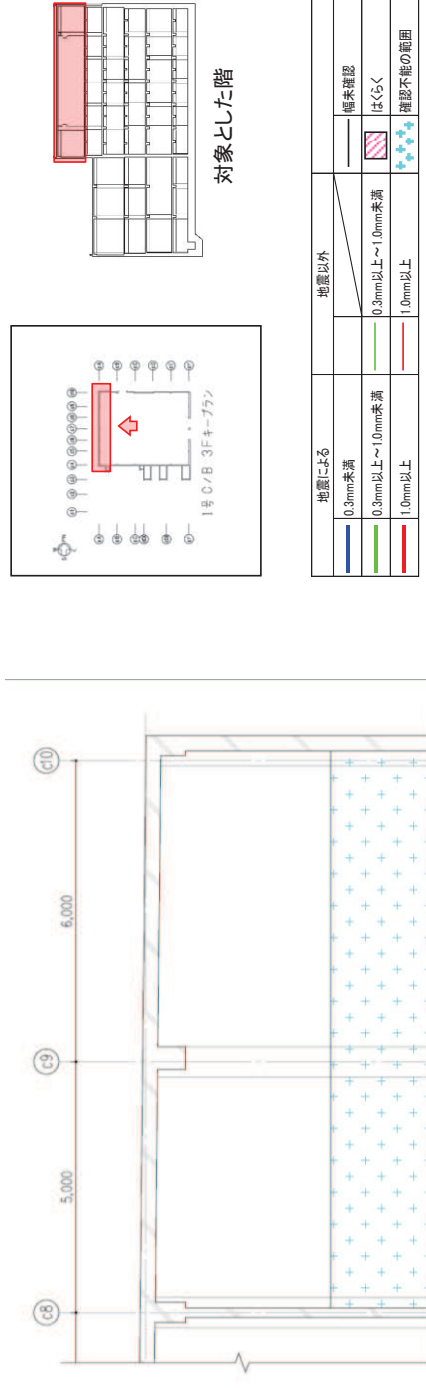 c8
c9
c10
5,000
6,000
1号 C/B 3Fキープラン
対象とした階
地震による
地震以外
0.3mm未満
幅未確認
0.3mm以上～1.0mm未満
0.3mm以上～1.0mm未満
はくらく
1.0mm以上
1.0mm以上
確認不能の範囲